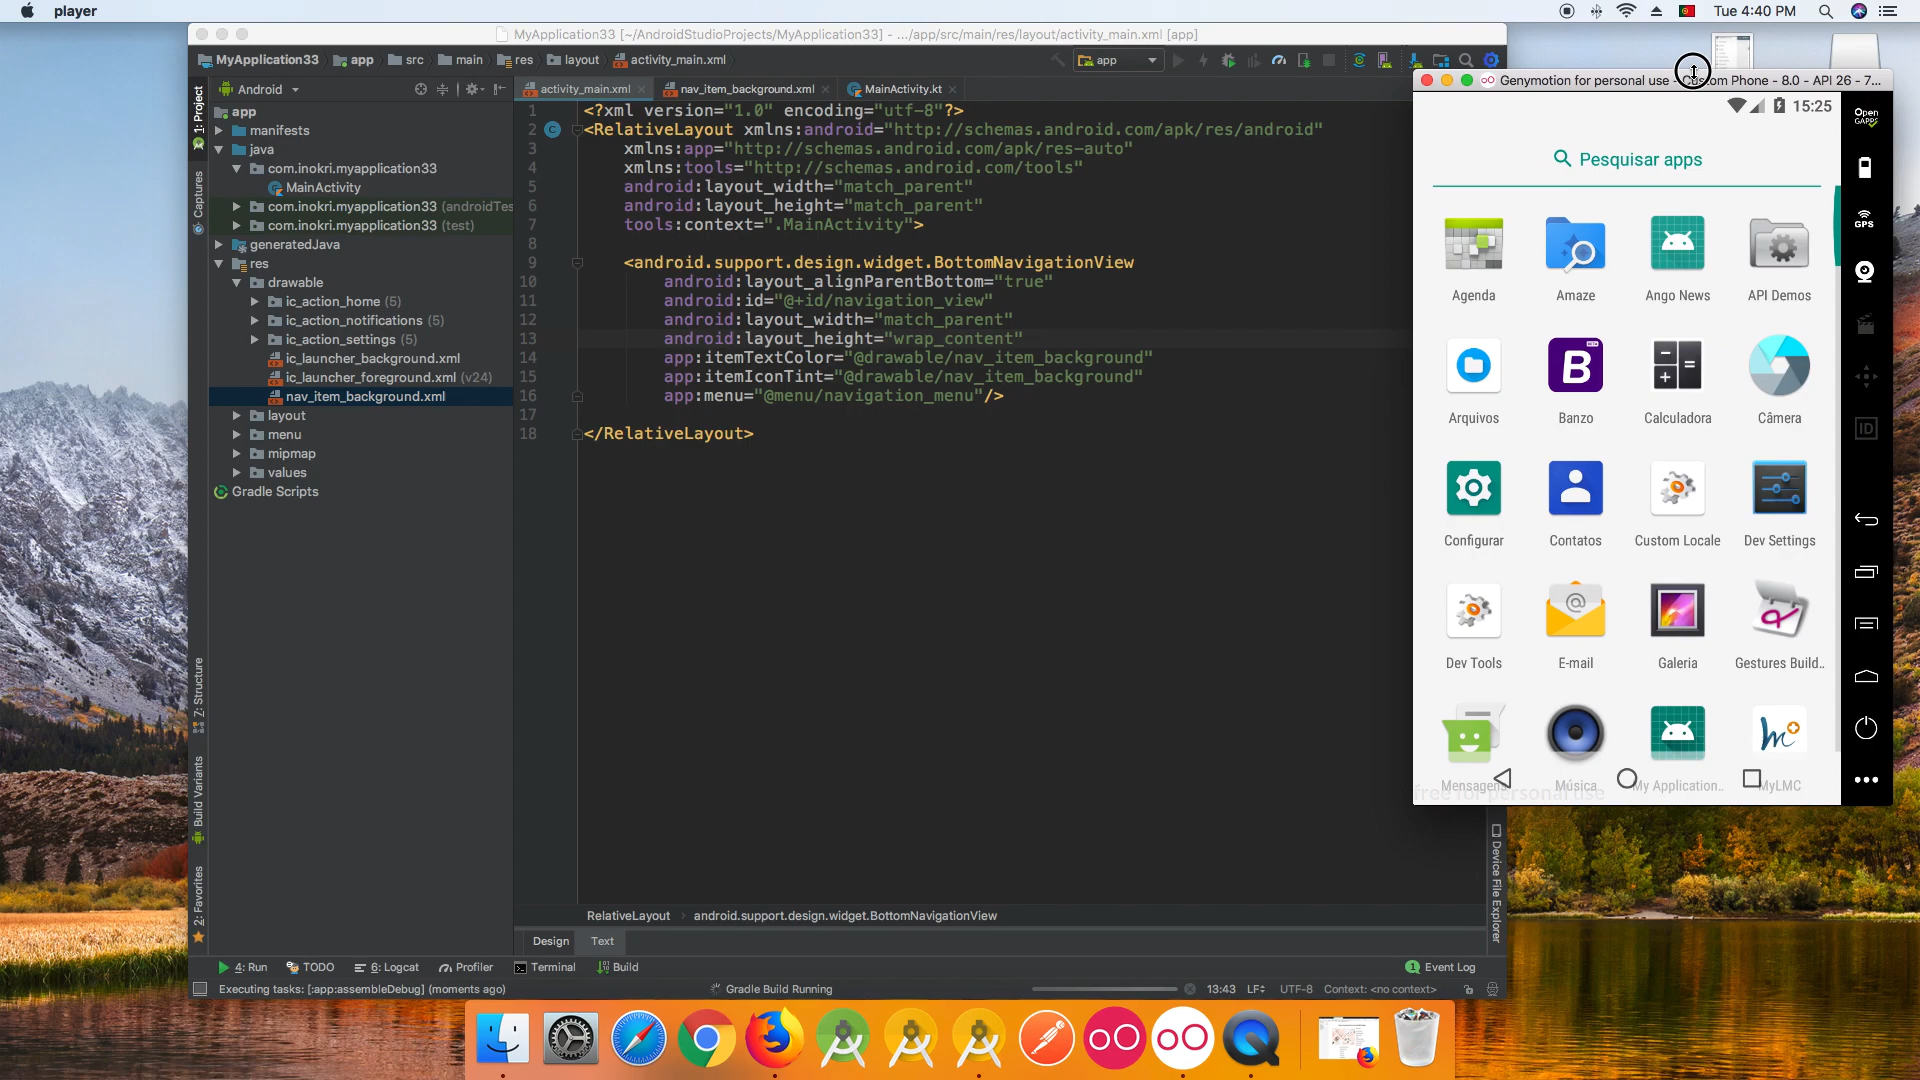 player
Tue 4:40 PM
MyApplication33 [~/AndroidStudioProjects/MyApplication33] - .../app/src/main/res/layout/activity_main.xml [app]
MyApplication33
app
src
main
res
layout
activity_main.xml
app
Android
activity_main.xml
nav_item_background.xml
MainActivity.kt
1: Project
Captures
7: Structure
Build Variants
2: Favorites
app
manifests
java
com.inokri.myapplication33
MainActivity
com.inokri.myapplication33 (androidTes
com.inokri.myapplication33 (test)
generatedJava
res
drawable
ic_action_home (5)
ic_action_notifications (5)
ic_action_settings (5)
ic_launcher_background.xml
ic_launcher_foreground.xml (v24)
nav_item_background.xml
layout
menu
mipmap
values
Gradle Scripts
1 <?xml version="1.0" encoding="utf-8"?>
2 <RelativeLayout xmlns:android="http://schemas.android.com/apk/res/android"
3 xmlns:app="http://schemas.android.com/apk/res-auto"
4 xmlns:tools="http://schemas.android.com/tools"
5 android:layout_width="match_parent"
6 android:layout_height="match_parent"
7 tools:context=".MainActivity">
8
9 <android.support.design.widget.BottomNavigationView
10 android:layout_alignParentBottom="true"
11 android:id="@+id/navigation_view"
12 android:layout_width="match_parent"
13 android:layout_height="wrap_content"
14 app:itemTextColor="@drawable/nav_item_background"
15 app:itemIconTint="@drawable/nav_item_background"
16 app:menu="@menu/navigation_menu"/>
17
18 </RelativeLayout>
RelativeLayout
android.support.design.widget.BottomNavigationView
Design
Text
4: Run
TODO
6: Logcat
Profiler
Terminal
Build
1
Event Log
Executing tasks: [:app:assembleDebug] (moments ago)
Gradle Build Running
13:43
LF
UTF-8
Context: <no context>
Device File Explorer
Genymotion for personal use - Custom Phone - 8.0 - API 26 - 7...
15:25
Pesquisar apps
Agenda
Amaze
Ango News
API Demos
Arquivos
Banzo
Calculadora
Câmera
Configurar
Contatos
Custom Locale
Dev Settings
Dev Tools
E-mail
Galeria
Gestures Build..
Mensagens
Música
My Application..
MyLMC
free for personal use
Open
GAPPS
GPS
ID